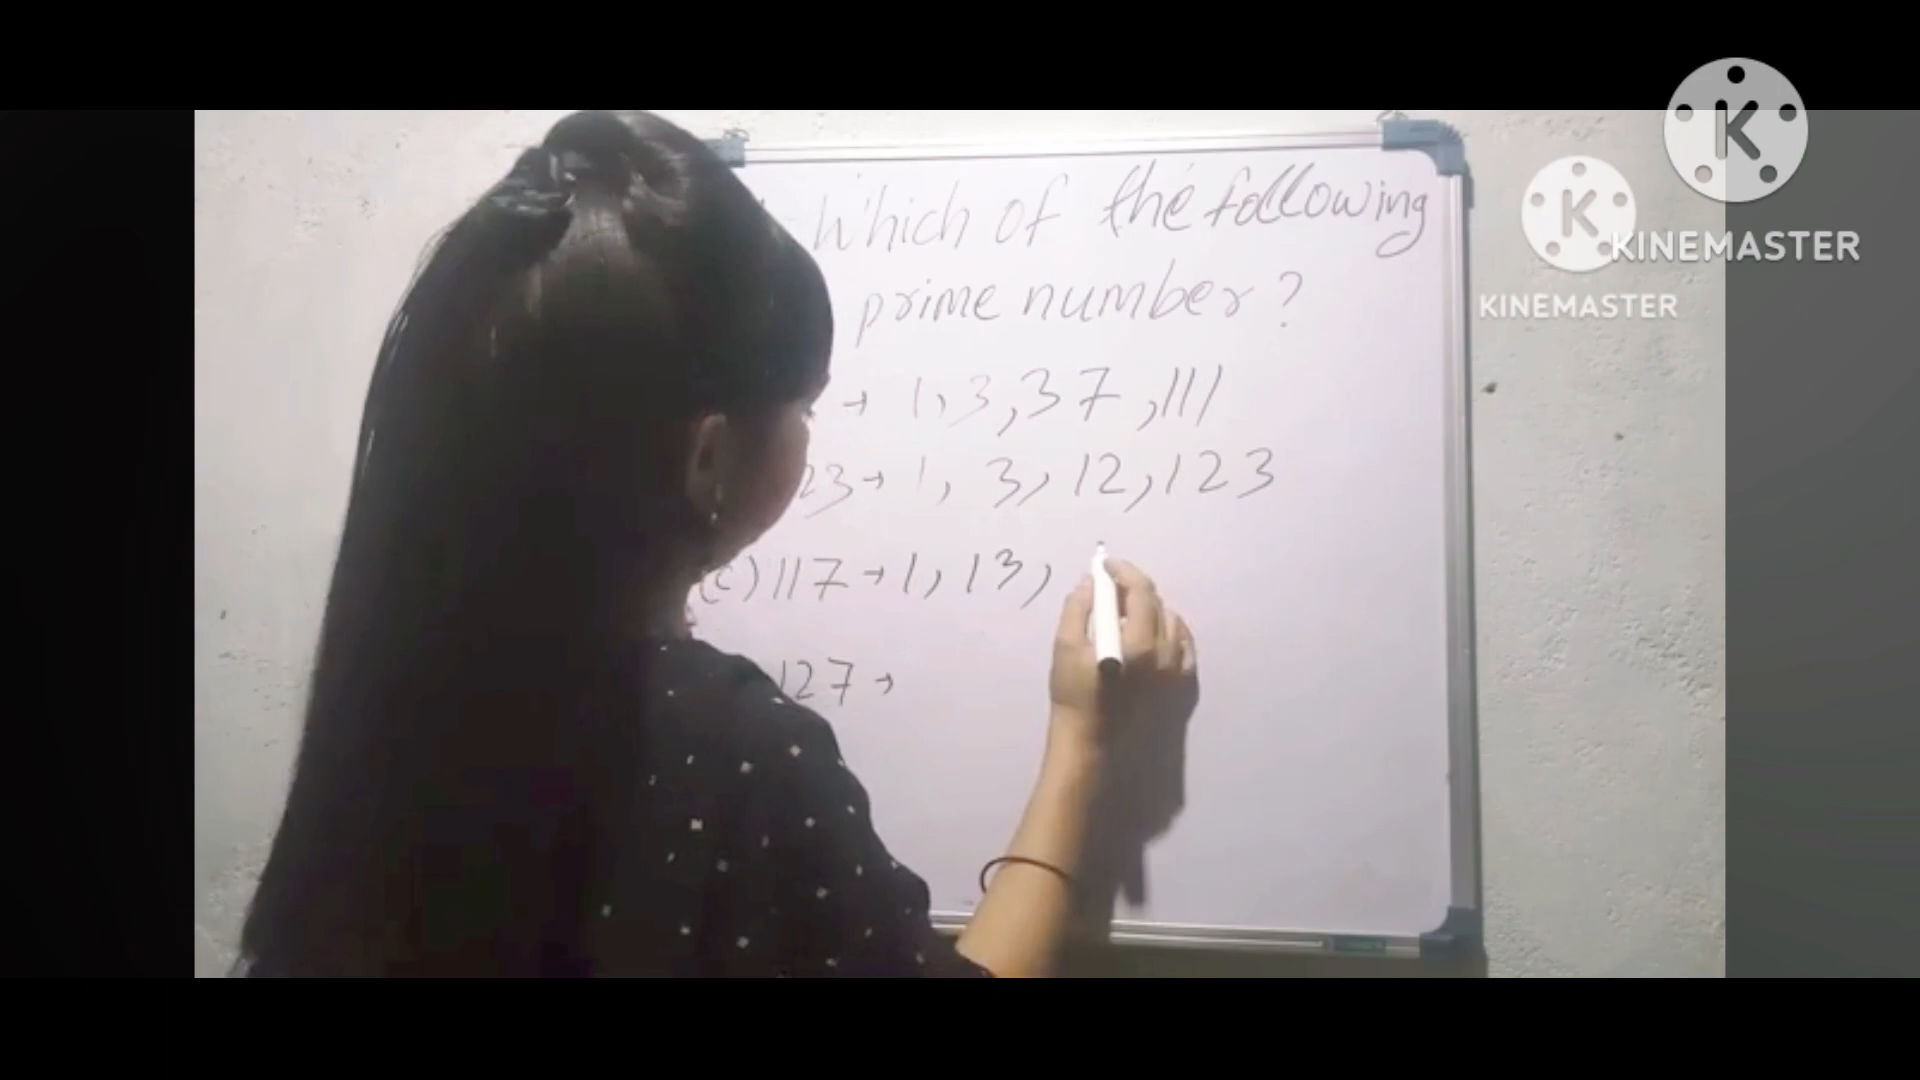 Which of the following
prime number?
→ 1, 3, 37, 111
23 → 1, 3, 12, 123
(c) 117 → 1, 13,
127 →
K
KINEMASTER
K
KINEMASTER